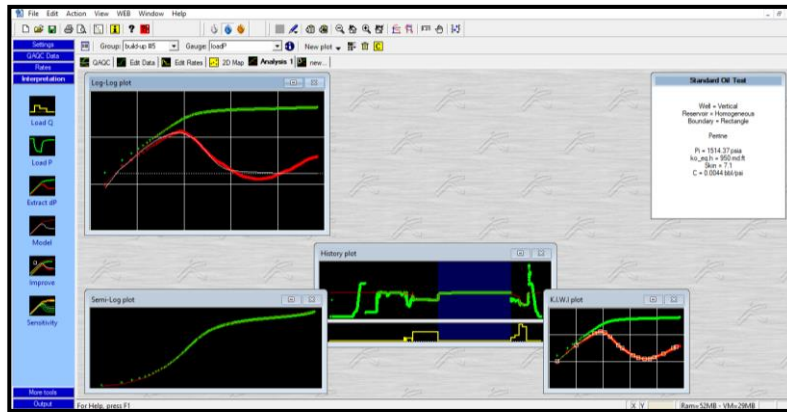 File Edit Action View WEB Window Help
Settings
QAQC Data
Rates
Interpretation
Load Q
Load P
Extract dP
Model
Improve
Sensitivity
More tools
Output
Group: build-up #5 Gauge: loadP New plot
QAQC Edit Data Edit Rates 2D Map Analysis 1 new...
Log-Log plot
Standard Oil Test
Well = Vertical
Reservoir = Homogeneous
Boundary = Rectangle
Pi = 1514.37 psia
ko_eq.h = 950 md.ft
Skin = 7.1
C = 0.0044 bbl/psi
History plot
Semi-Log plot
K.I.W.I plot
For Help, press F1
X Y Ram=52MB - VM=29MB